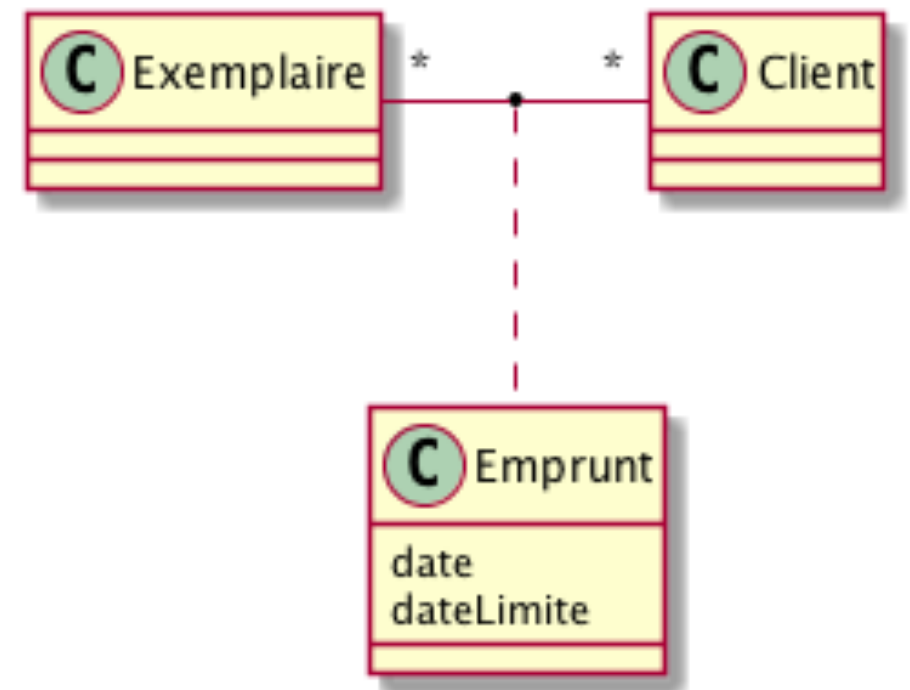 C Exemplaire
*
*
C Client
C Emprunt
date
dateLimite